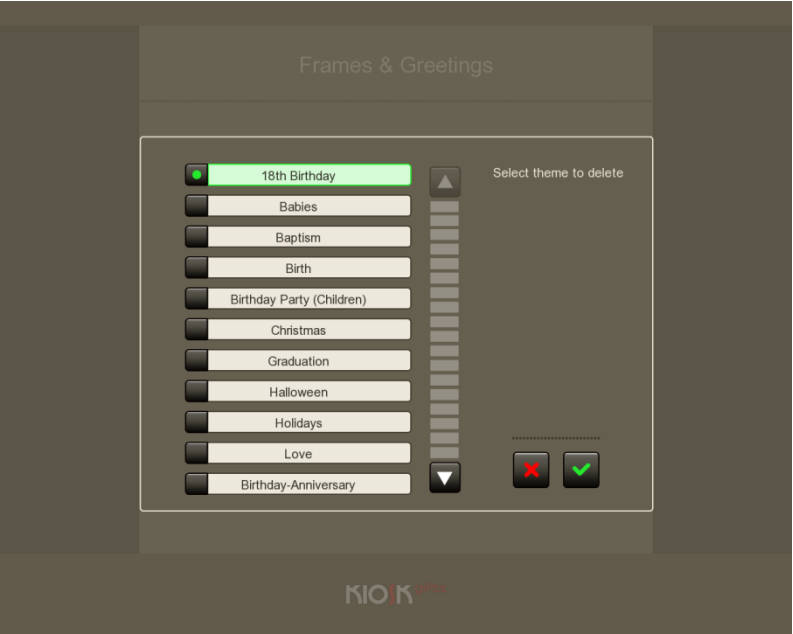 Frames & Greetings
Select theme to delete
18th Birthday
Babies
Baptism
Birth
Birthday Party (Children)
Christmas
Graduation
Halloween
Holidays
Love
Birthday-Anniversary
KIOSK